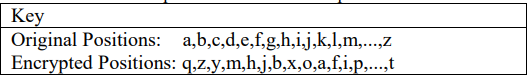 Key
Original Positions: a,b,c,d,e,f,g,h,i,j,k,l,m,...,z
Encrypted Positions: q,z,y,m,h,j,b,x,o,a,f,i,p,...,t